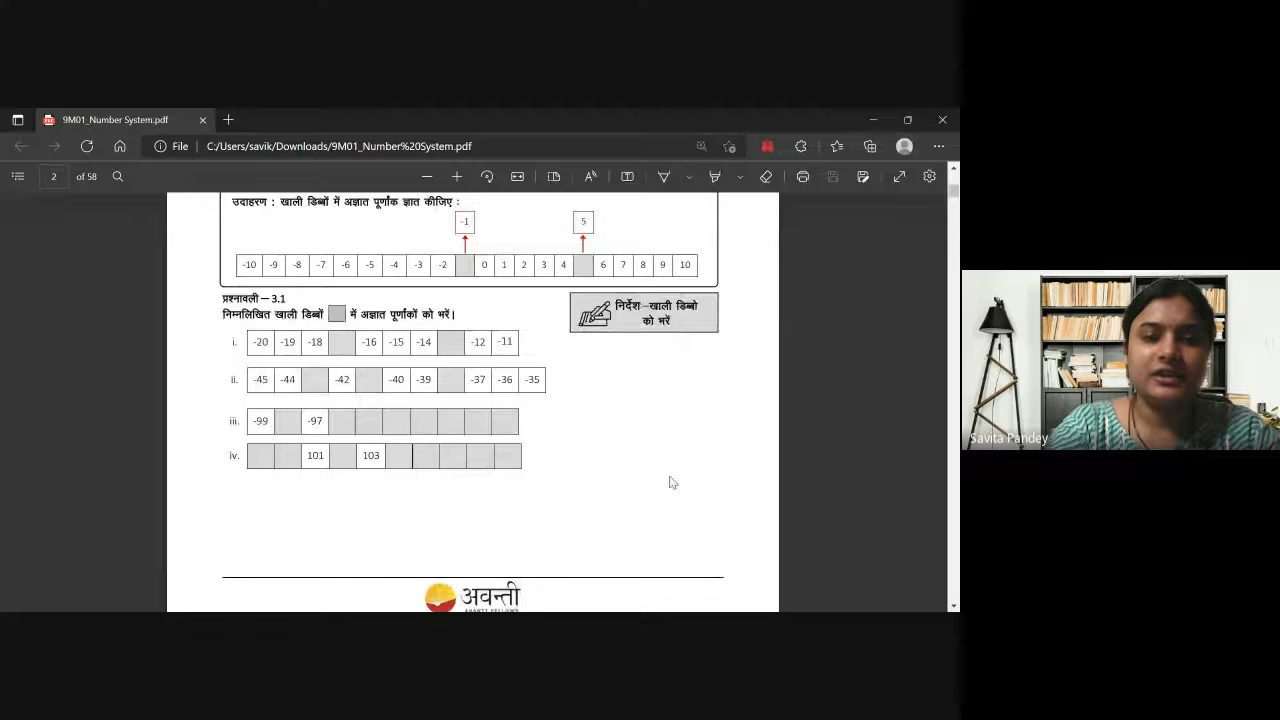 9M01_Number System.pdf
File C:/Users/savik/Downloads/9M01_Number%20System.pdf
2 of 58
उदाहरण : खाली डिब्बों में अज्ञात पूर्णांक ज्ञात कीजिए :
-1 5
-10 -9 -8 -7 -6 -5 -4 -3 -2 0 1 2 3 4 6 7 8 9 10
प्रश्नावली – 3.1
निम्नलिखित खाली डिब्बों में अज्ञात पूर्णांकों को भरें।
निर्देशः–खाली डिब्बो
को भरें
i. -20 -19 -18 -16 -15 -14 -12 -11
ii. -45 -44 -42 -40 -39 -37 -36 -35
iii. -99 -97
iv. 101 103
अवन्ती
AVANTI FELLOWS
Savita Pandey